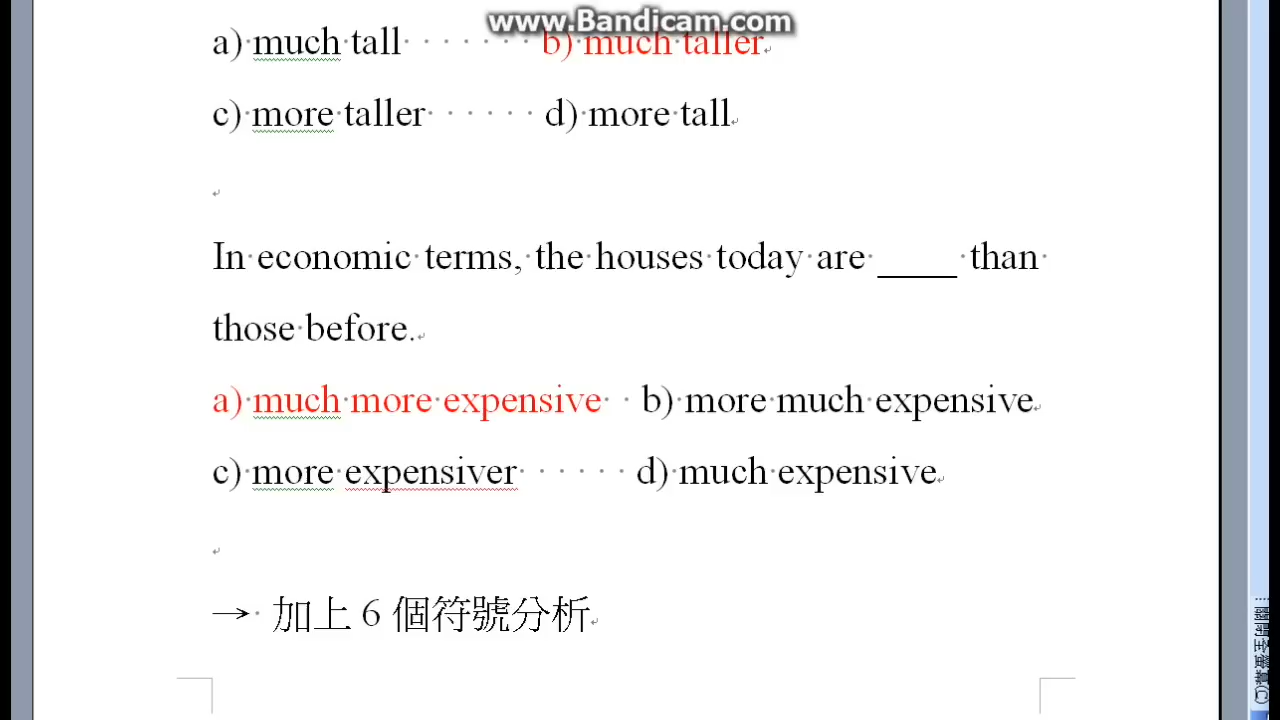 www.Bandicam.com
a) much tall b) much taller
c) more taller d) more tall
In economic terms, the houses today are ____ than
those before.
a) much more expensive b) more much expensive
c) more expensiver d) much expensive
→ 加上 6 個符號分析